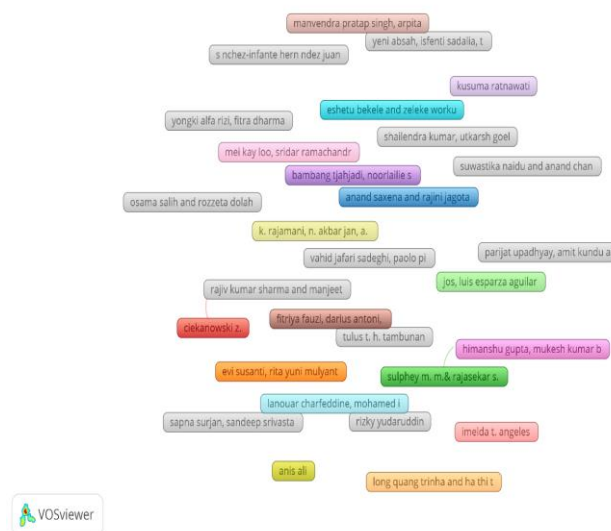 manvendra pratap singh, arpita
yeni absah, isfenti sadalia, t
s nchez-infante hern ndez juan
kusuma ratnawati
eshetu bekele and zeleke worku
yongki alfa rizi, fitra dharma
shailendra kumar, utkarsh goel
mei kay loo, sridar ramachandr
suwastika naidu and anand chan
bambang tjahjadi, noorlailie s
anand saxena and rajini jagota
osama salih and rozzeta dolah
k. rajamani, n. akbar jan, a.
parijat upadhyay, amit kundu a
vahid jafari sadeghi, paolo pi
jos, luis esparza aguilar
rajiv kumar sharma and manjeet
fitriya fauzi, darius antoni,
ciekanowski z,
tulus t. h. tambunan
himanshu gupta, mukesh kumar b
evi susanti, rita yuni mulyant
sulphey m. m.& rajasekar s.
lanouar charfeddine, mohamed i
sapna surjan, sandeep srivasta
rizky yudaruddin
imelda t. angeles
anis ali
long quang trinha and ha thi t
VOSviewer